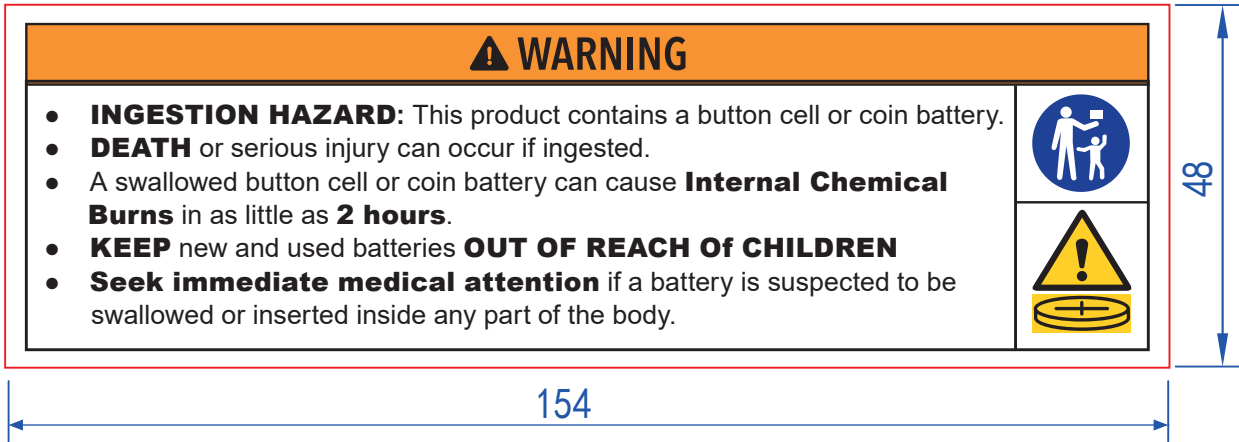 WARNING
● INGESTION HAZARD: This product contains a button cell or coin battery.
● DEATH or serious injury can occur if ingested.
● A swallowed button cell or coin battery can cause Internal Chemical
Burns in as little as 2 hours.
● KEEP new and used batteries OUT OF REACH Of CHILDREN
● Seek immediate medical attention if a battery is suspected to be
swallowed or inserted inside any part of the body.
48
154